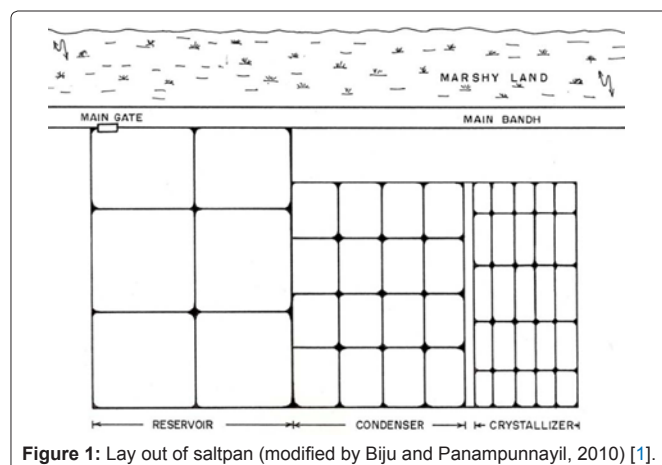 MARSHY LAND
MAIN GATE
MAIN BANDH
RESERVOIR
CONDENSER
CRYSTALLIZER
Figure 1: Lay out of saltpan (modified by Biju and Panampunnayil, 2010) [1].